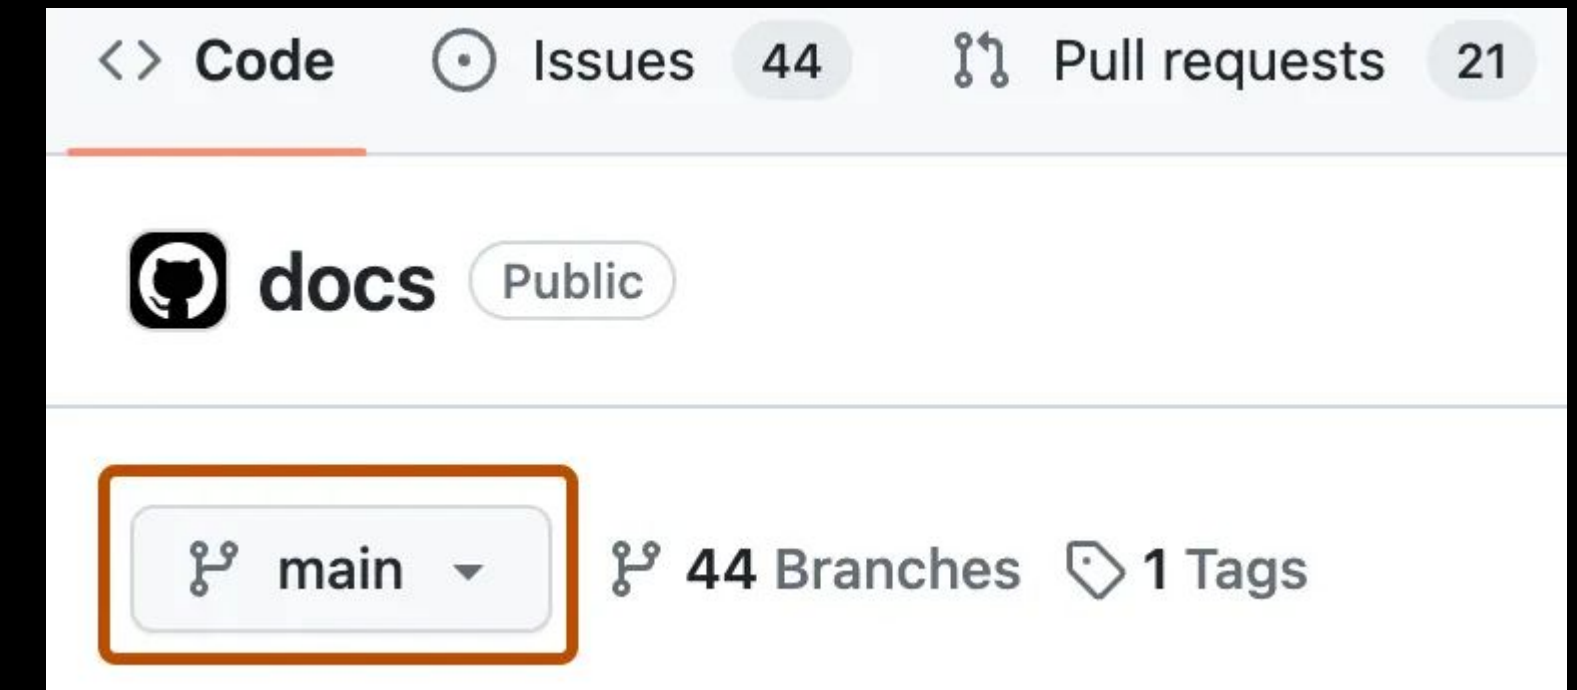 Code Issues 44 Pull requests 21
docs Public
main 44 Branches 1 Tags